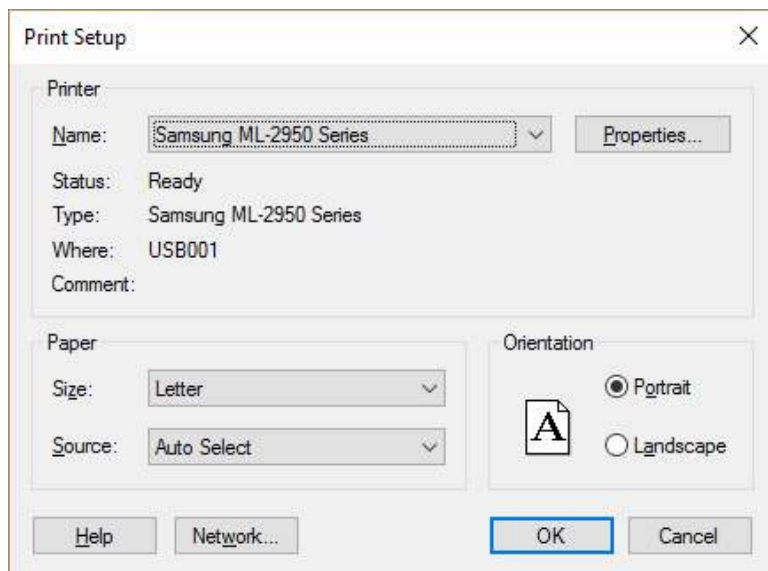 Print Setup
Printer
Name: Samsung ML-2950 Series Properties...
Status: Ready
Type: Samsung ML-2950 Series
Where: USB001
Comment:
Paper
Size: Letter
Source: Auto Select
Orientation
A
Portrait
Landscape
Help Network... OK Cancel